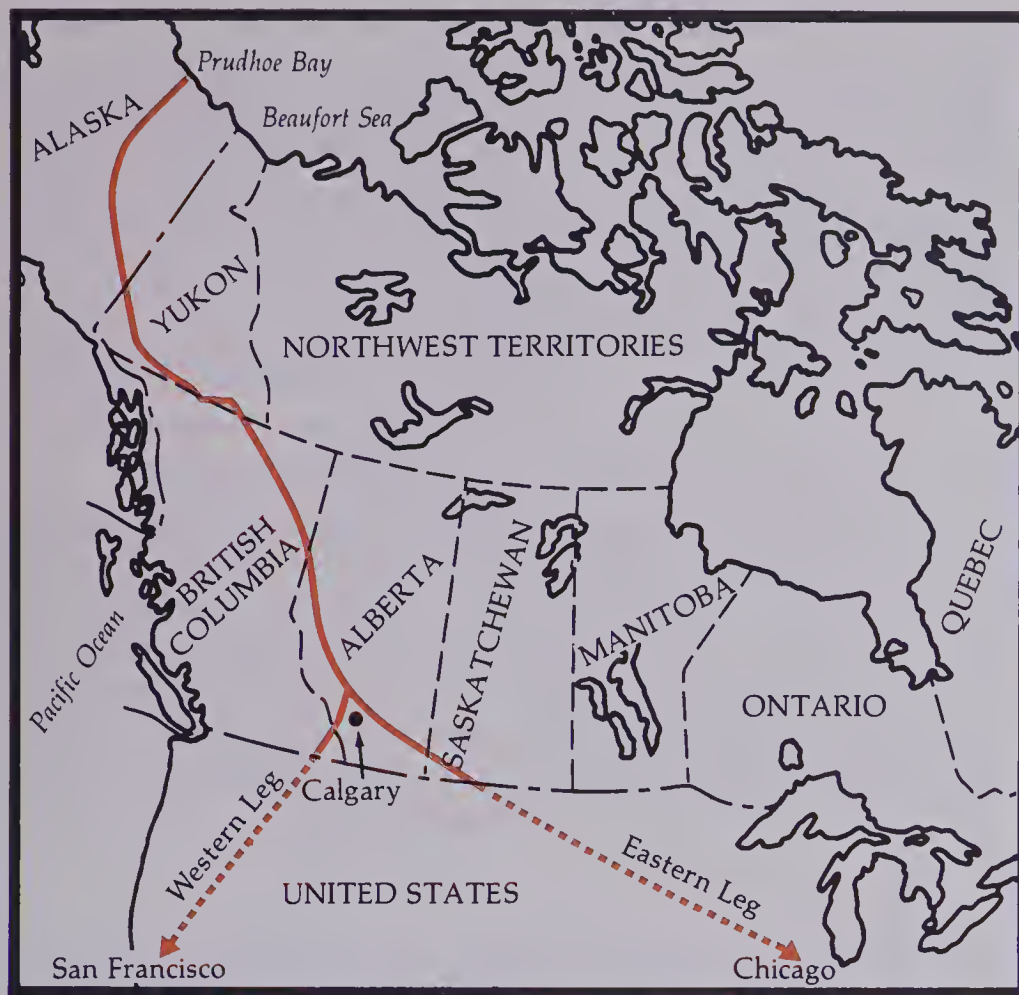 Prudhoe Bay
ALASKA
Beaufort Sea
YUKON
NORTHWEST TERRITORIES
BRITISH
COLUMBIA
ALBERTA
SASKATCHEWAN
MANITOBA
QUEBEC
Pacific Ocean
ONTARIO
Calgary
Western Leg
Eastern Leg
UNITED STATES
San Francisco
Chicago